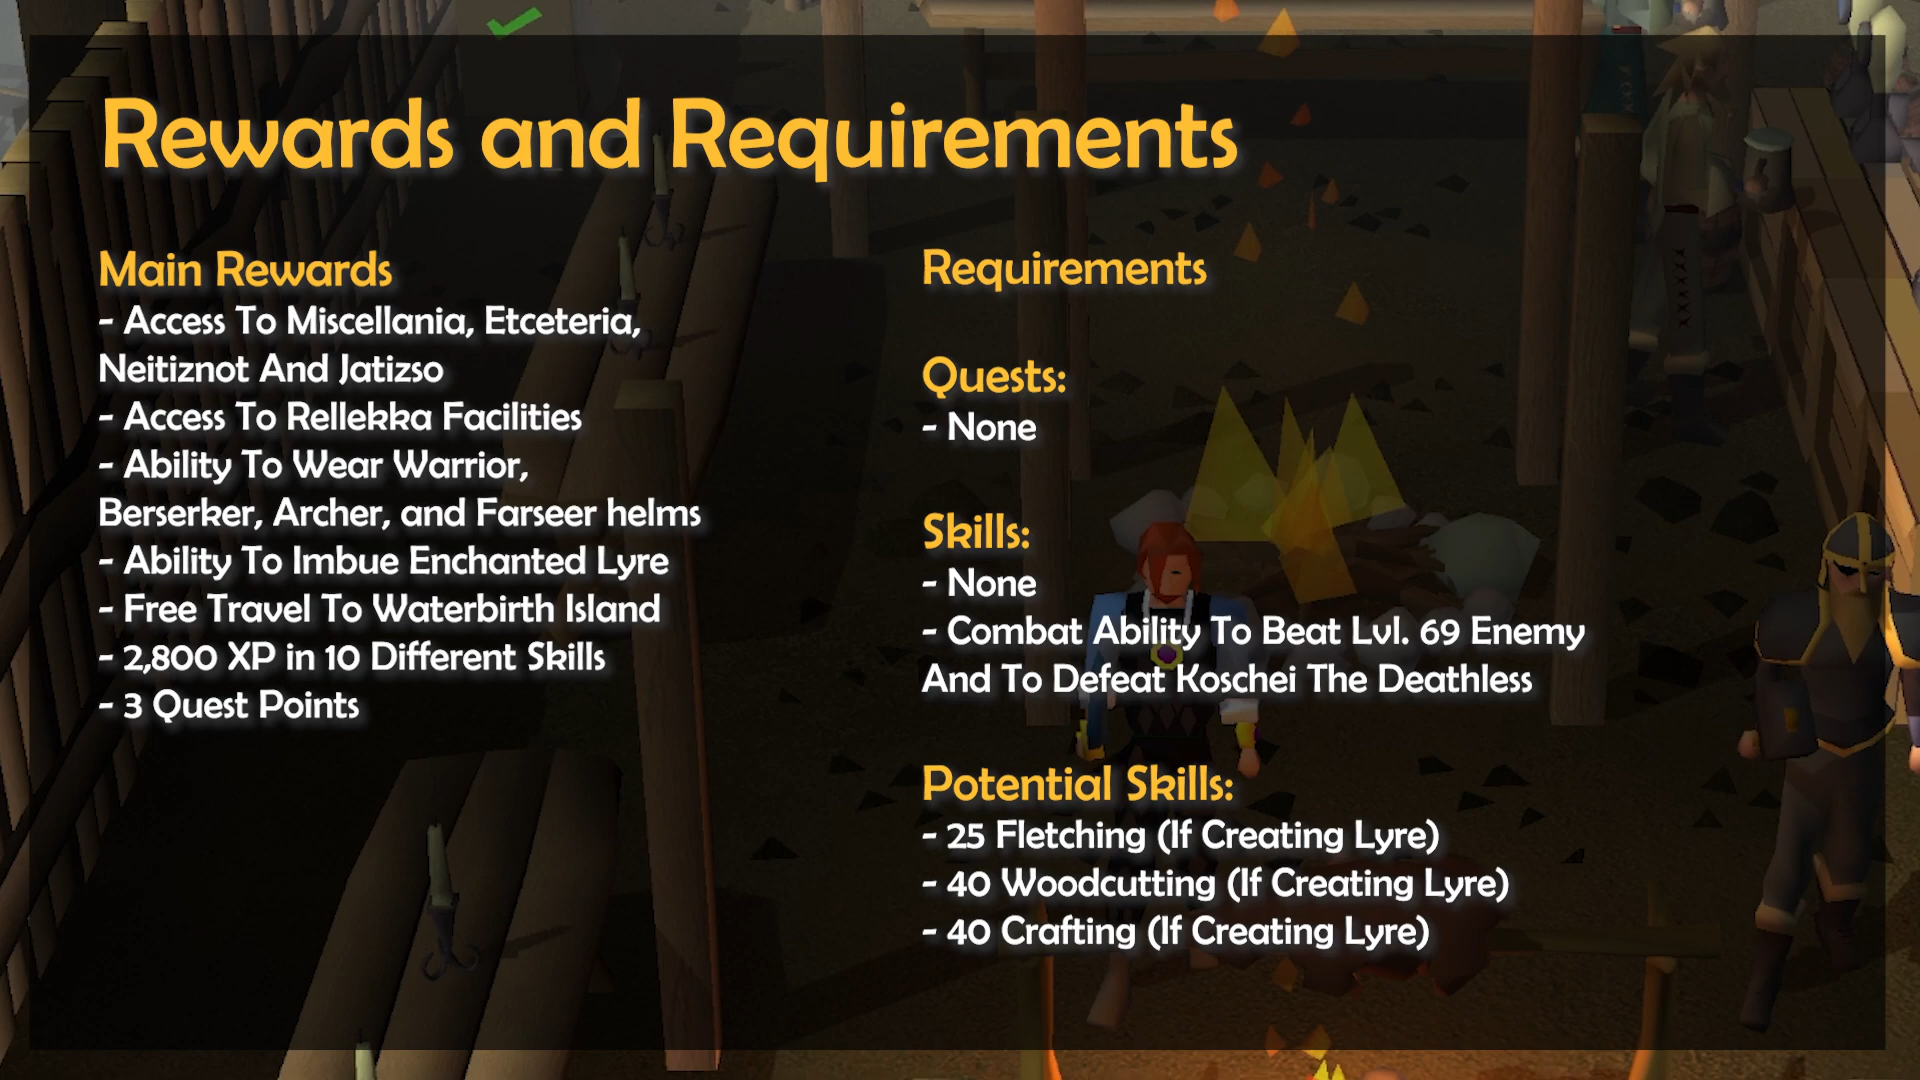 Rewards and Requirements
Main Rewards
- Access To Miscellania, Etceteria,
Neitiznot And Jatizso
- Access To Rellekka Facilities
- Ability To Wear Warrior,
Berserker, Archer, and Farseer helms
- Ability To Imbue Enchanted Lyre
- Free Travel To Waterbirth Island
- 2,800 XP in 10 Different Skills
- 3 Quest Points
Requirements
Quests:
- None
Skills:
- None
- Combat Ability To Beat Lvl. 69 Enemy
And To Defeat Koschei The Deathless
Potential Skills:
- 25 Fletching (If Creating Lyre)
- 40 Woodcutting (If Creating Lyre)
- 40 Crafting (If Creating Lyre)